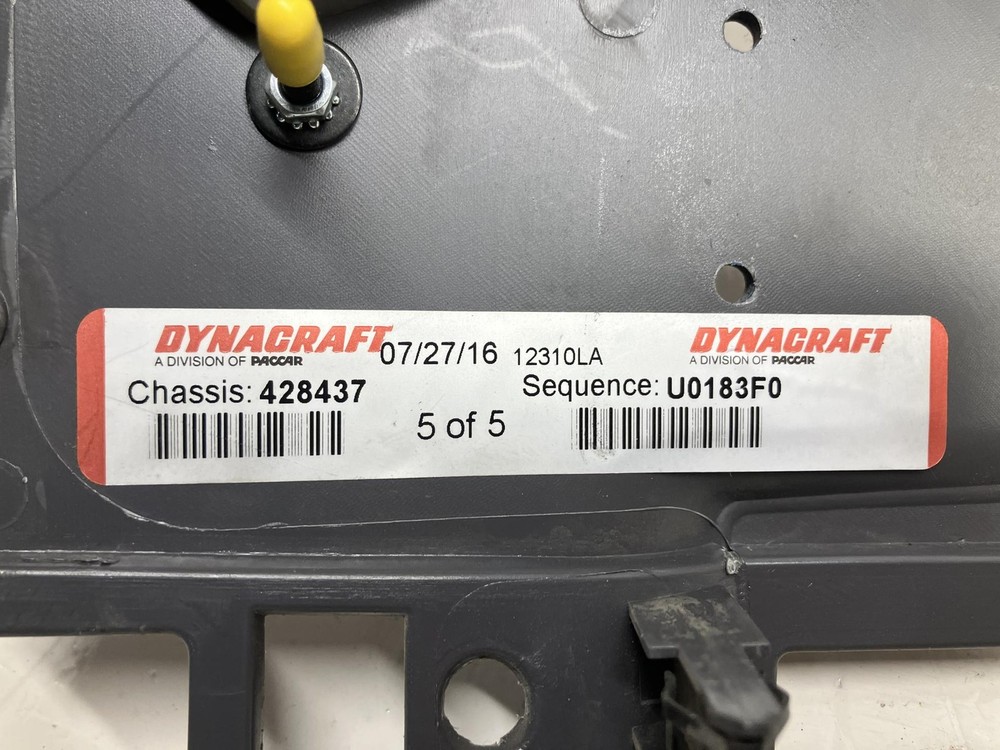 DYNACRAFT 07/27/16 12310LA DYNACRAFT
A DIVISION OF PACCAR A DIVISION OF PACCAR
Chassis: 428437 Sequence: U0183F0
5 of 5